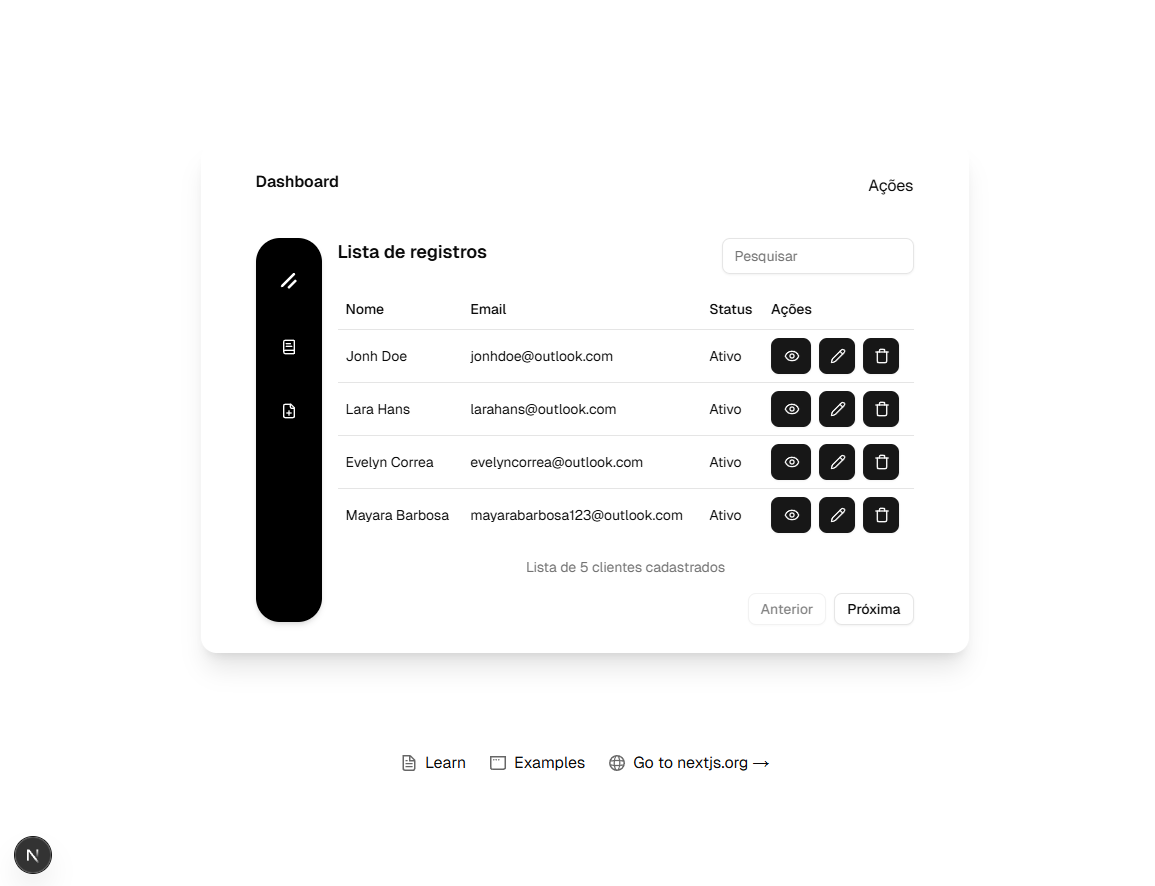 Dashboard
Ações
Lista de registros
Pesquisar
Nome Email Status Ações
Jonh Doe jonhdoe@outlook.com Ativo
Lara Hans larahans@outlook.com Ativo
Evelyn Correa evelyncorrea@outlook.com Ativo
Mayara Barbosa mayarabarbosa123@outlook.com Ativo
Lista de 5 clientes cadastrados
Anterior Próxima
Learn Examples Go to nextjs.org →
N